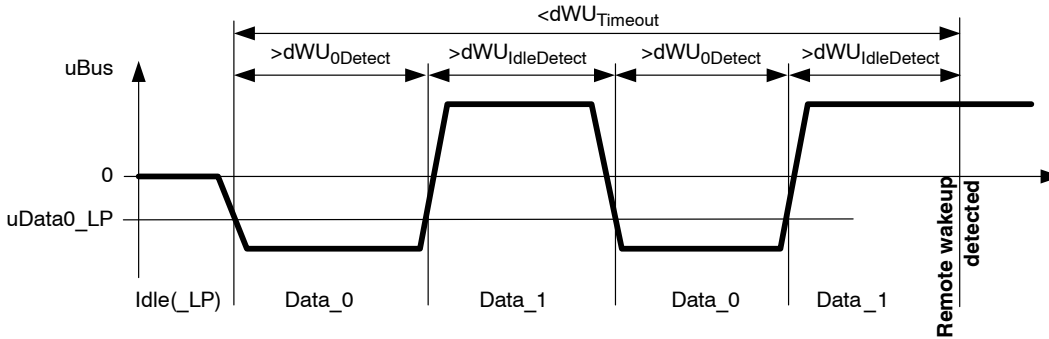 <dWU_Timeout
>dWU_0Detect >dWU_IdleDetect >dWU_0Detect >dWU_IdleDetect
uBus
0
uData0_LP
Idle(_LP) Data_0 Data_1 Data_0 Data_1
Remote wakeup
detected